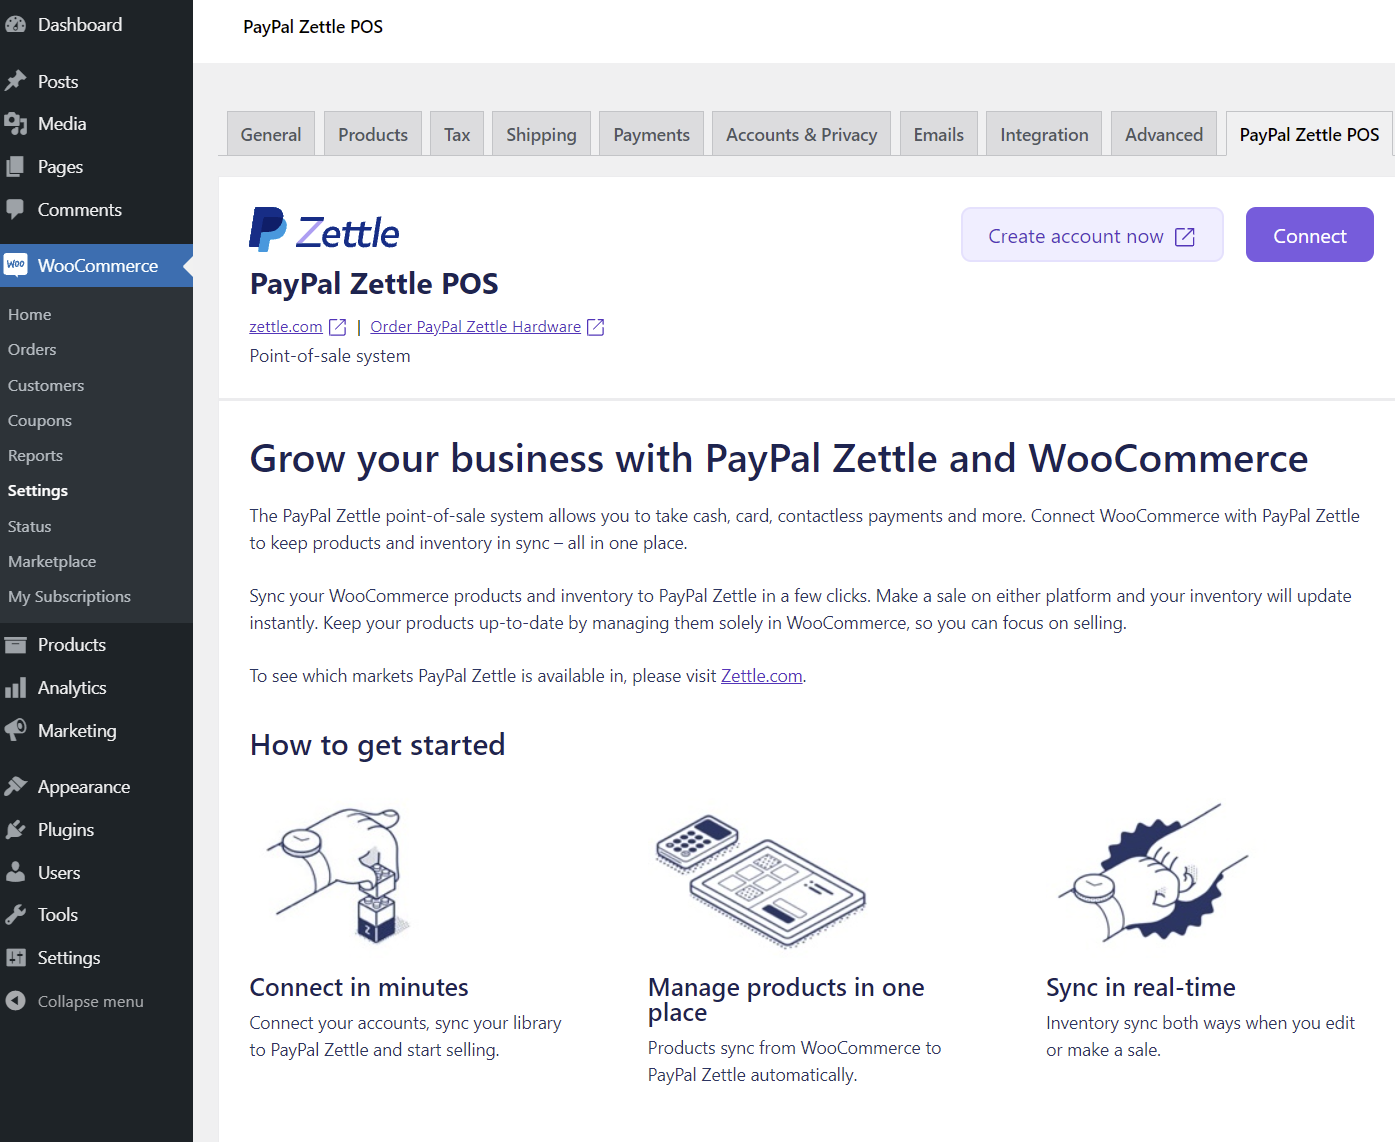 Dashboard
Posts
Media
Pages
Comments
Woo WooCommerce
Home
Orders
Customers
Coupons
Reports
Settings
Status
Marketplace
My Subscriptions
Products
Analytics
Marketing
Appearance
Plugins
Users
Tools
Settings
Collapse menu
PayPal Zettle POS
General Products Tax Shipping Payments Accounts & Privacy Emails Integration Advanced PayPal Zettle POS
P Zettle
Create account now Connect
PayPal Zettle POS
zettle.com | Order PayPal Zettle Hardware
Point-of-sale system
Grow your business with PayPal Zettle and WooCommerce
The PayPal Zettle point-of-sale system allows you to take cash, card, contactless payments and more. Connect WooCommerce with PayPal Zettle
to keep products and inventory in sync – all in one place.
Sync your WooCommerce products and inventory to PayPal Zettle in a few clicks. Make a sale on either platform and your inventory will update
instantly. Keep your products up-to-date by managing them solely in WooCommerce, so you can focus on selling.
To see which markets PayPal Zettle is available in, please visit Zettle.com.
How to get started
Z
Connect in minutes
Connect your accounts, sync your library
to PayPal Zettle and start selling.
Manage products in one
place
Products sync from WooCommerce to
PayPal Zettle automatically.
Sync in real-time
Inventory sync both ways when you edit
or make a sale.